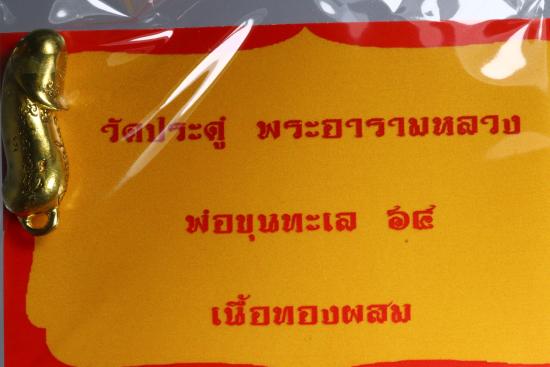 วัดประดู่ พระอารามหลวง
พ่อขุนทะเล ๖๔
เนื้อทองผสม